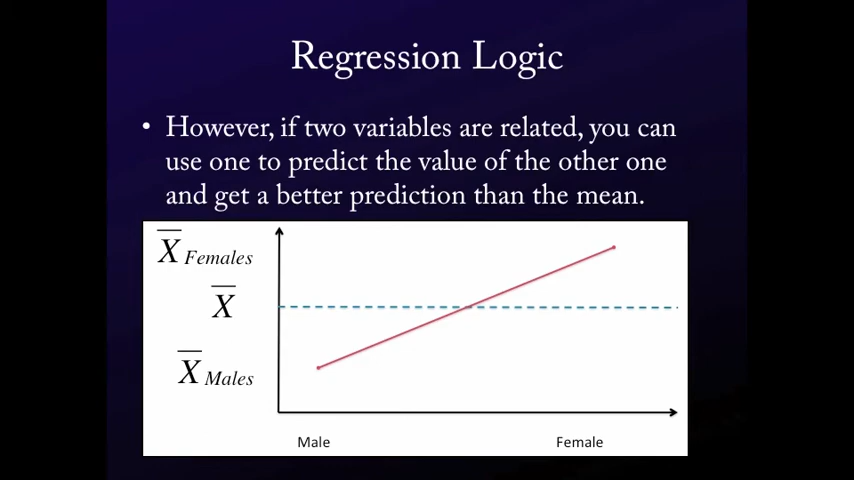 Regression Logic
• However, if two variables are related, you can
use one to predict the value of the other one
and get a better prediction than the mean.
X̅ Females
X̅
X̅ Males
Male Female